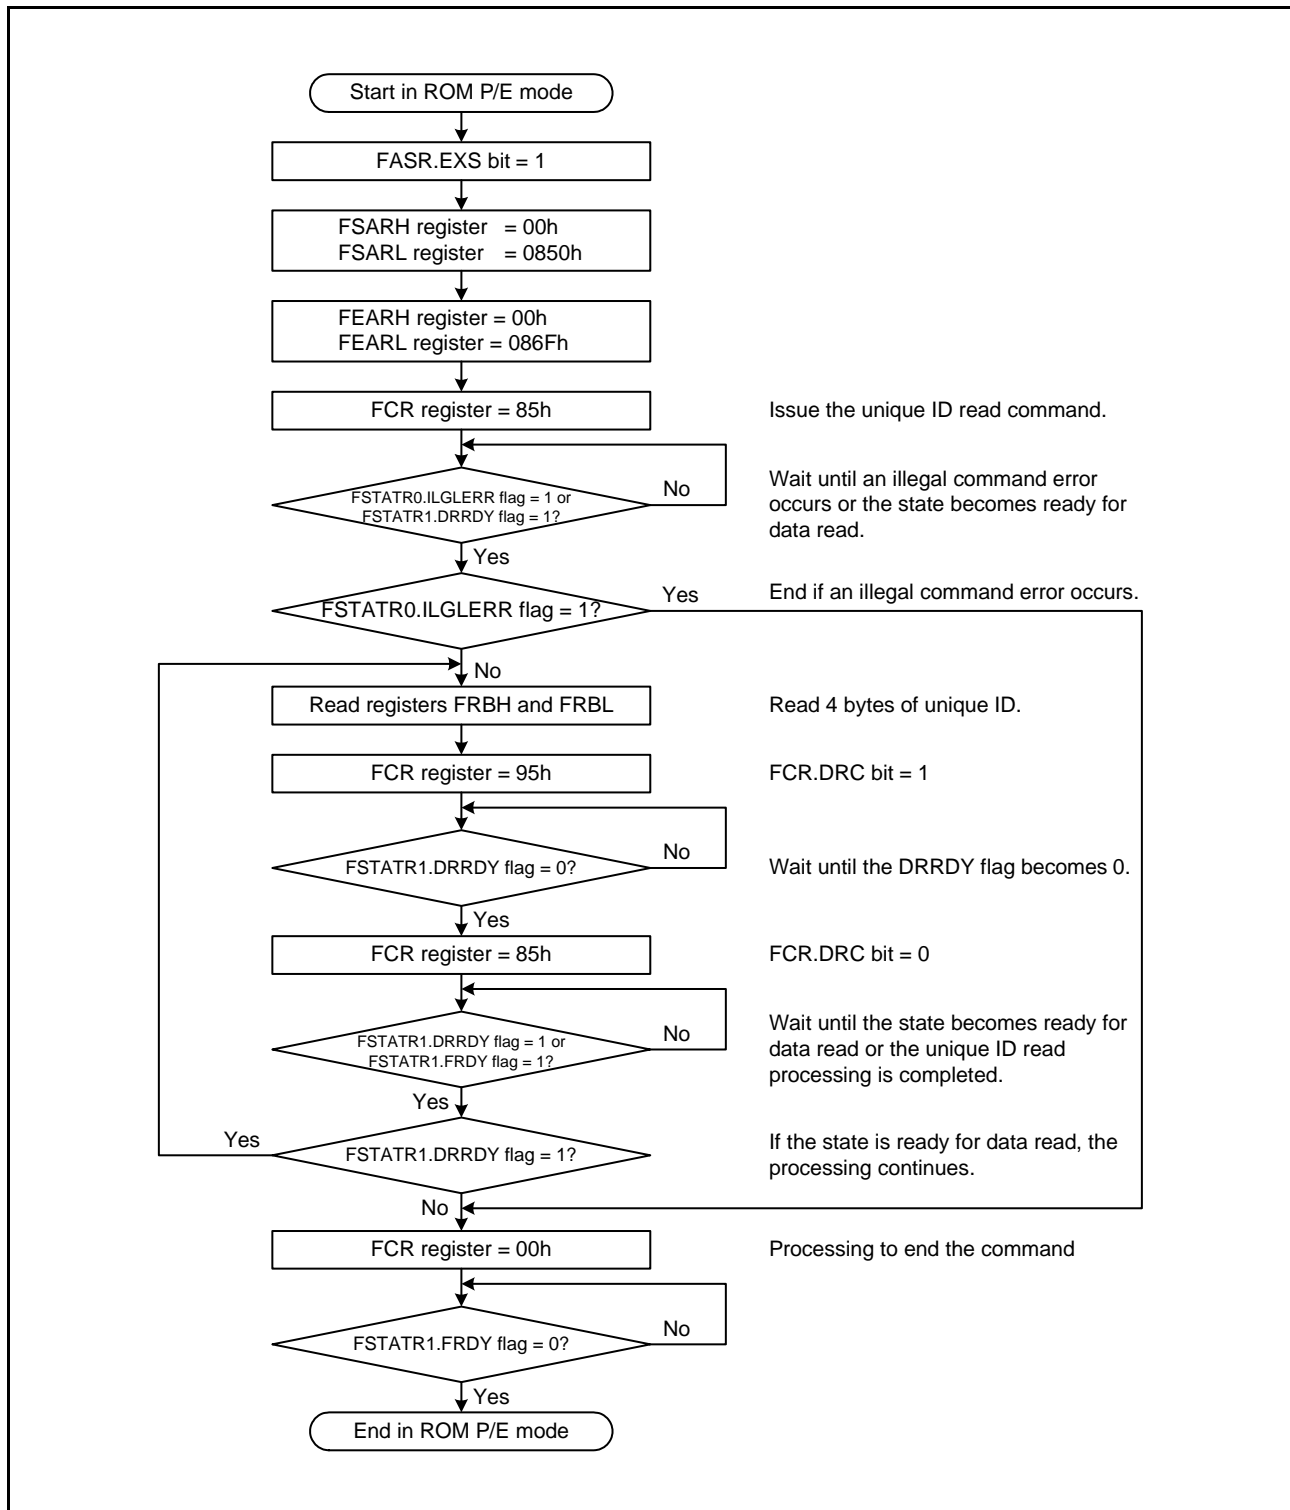 Start in ROM P/E mode
FASR.EXS bit = 1
FSARH register = 00h
FSARL register = 0850h
FEARH register = 00h
FEARL register = 086Fh
FCR register = 85h
Issue the unique ID read command.
FSTATR0.ILGLERR flag = 1 or
FSTATR1.DRRDY flag = 1?
No
Wait until an illegal command error
occurs or the state becomes ready for
data read.
Yes
FSTATR0.ILGLERR flag = 1?
Yes
End if an illegal command error occurs.
No
Read registers FRBH and FRBL
Read 4 bytes of unique ID.
FCR register = 95h
FCR.DRC bit = 1
FSTATR1.DRRDY flag = 0?
No
Wait until the DRRDY flag becomes 0.
Yes
FCR register = 85h
FCR.DRC bit = 0
FSTATR1.DRRDY flag = 1 or
FSTATR1.FRDY flag = 1?
No
Wait until the state becomes ready for
data read or the unique ID read
processing is completed.
Yes
Yes
FSTATR1.DRRDY flag = 1?
If the state is ready for data read, the
processing continues.
No
FCR register = 00h
Processing to end the command
FSTATR1.FRDY flag = 0?
No
Yes
End in ROM P/E mode